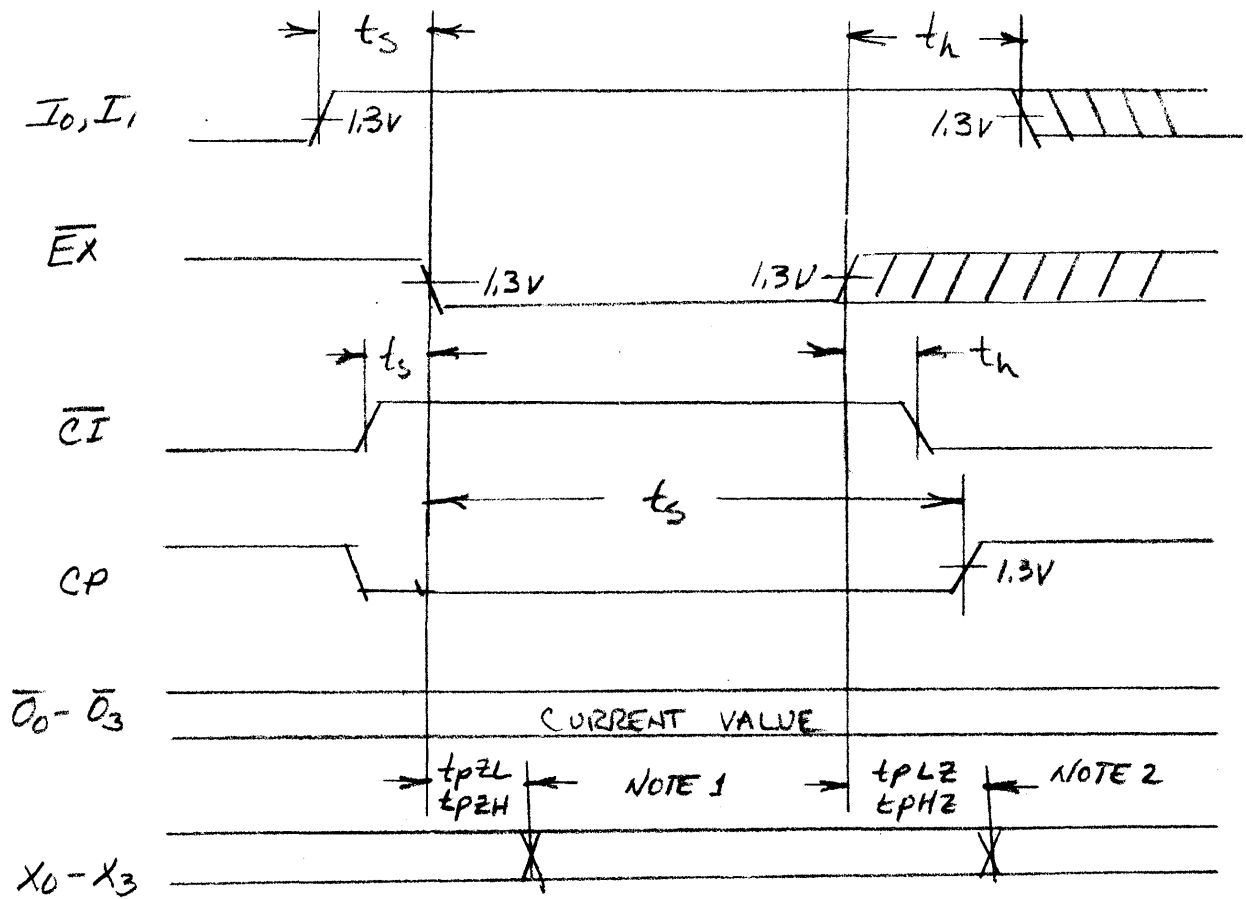 ts th
I0, I1 1.3V 1.3V
EX 1.3V 1.3V
ts th
CI
ts
CP 1.3V
O0 - O3 CURRENT VALUE
tPZL NOTE 1 tPLZ NOTE 2
tPZH tPHZ
X0 - X3